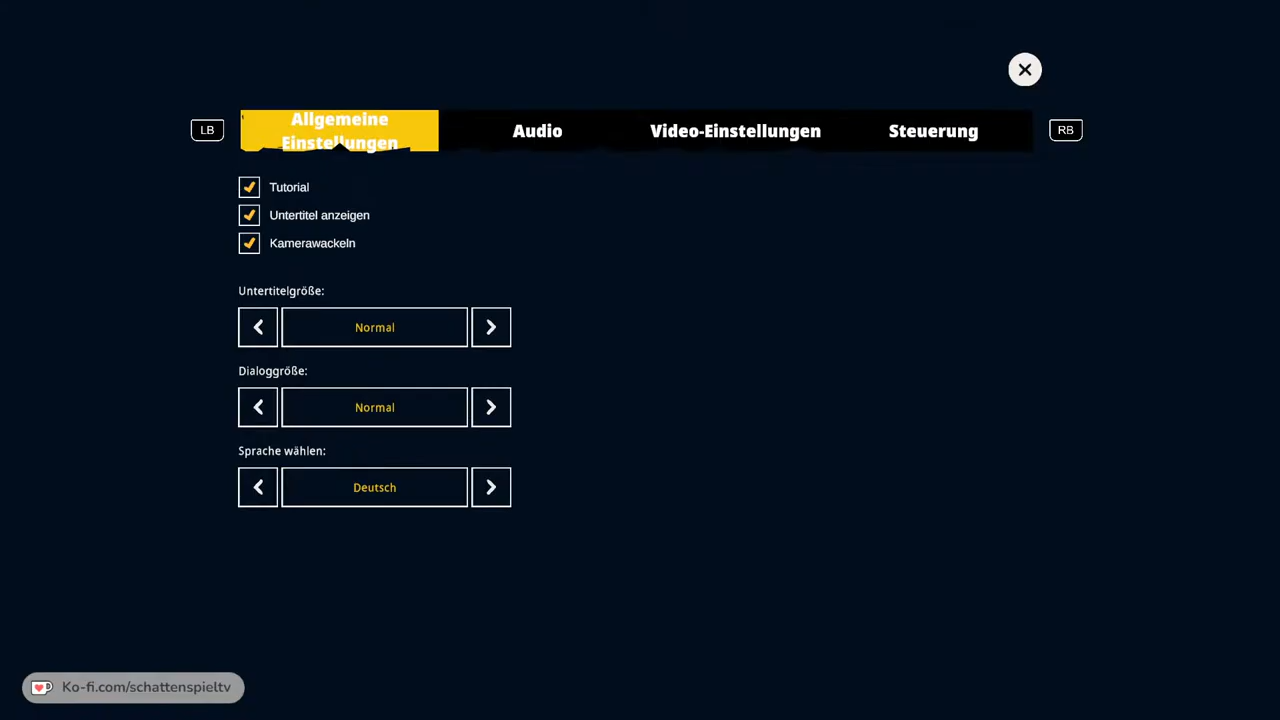 LB
Allgemeine
Einstellungen
Audio
Video-Einstellungen
Steuerung
RB
Tutorial
Untertitel anzeigen
Kamerawackeln
Untertitelgröße:
Normal
Dialoggröße:
Normal
Sprache wählen:
Deutsch
Ko-fi.com/schattenspieltv